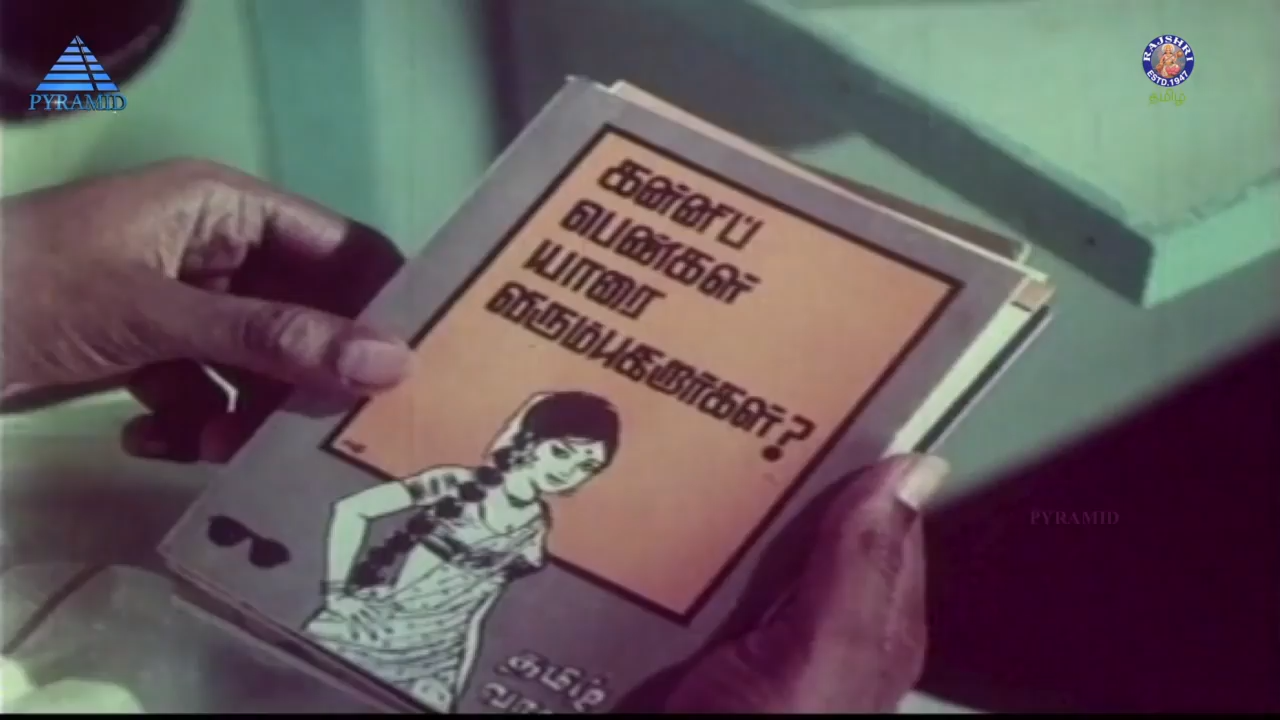 PYRAMID
RAJSHRI
ESTD.1947
தமிழ்
கன்னிப்
பெண்கள்
யாரை
விரும்புகிறார்கள்?
தமிழ்
PYRAMID